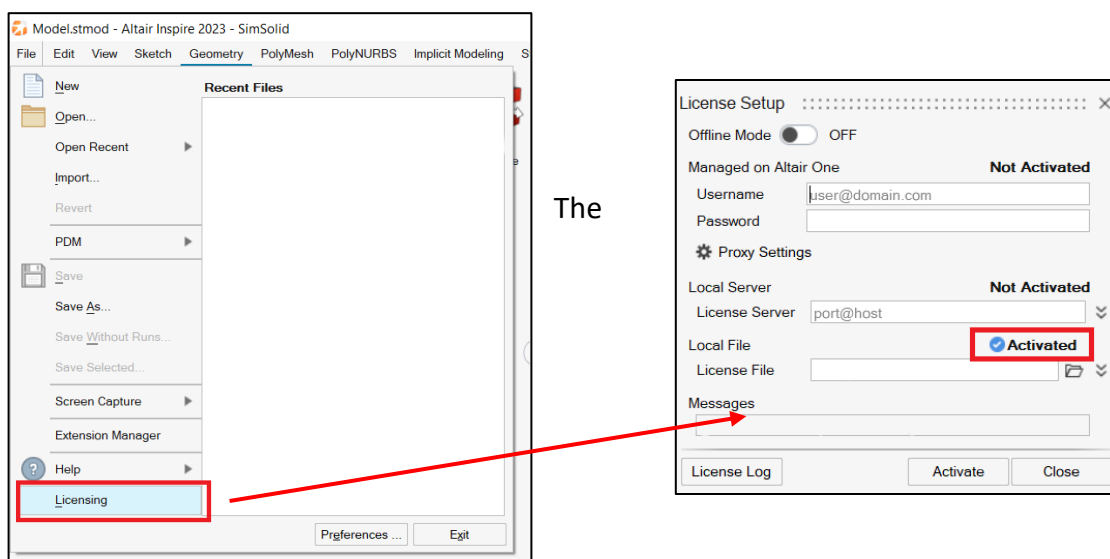 Model.stmod - Altair Inspire 2023 - SimSolid
File Edit View Sketch Geometry PolyMesh PolyNURBS Implicit Modeling S
New
Recent Files
Open...
Open Recent
Import...
Revert
PDM
Save
Save As...
Save Without Runs...
Save Selected...
Screen Capture
Extension Manager
? Help
Licensing
Preferences ... Exit
e
The
License Setup
Offline Mode OFF
Managed on Altair One Not Activated
Username user@domain.com
Password
Proxy Settings
Local Server Not Activated
License Server port@host
Local File Activated
License File
Messages
License Log Activate Close